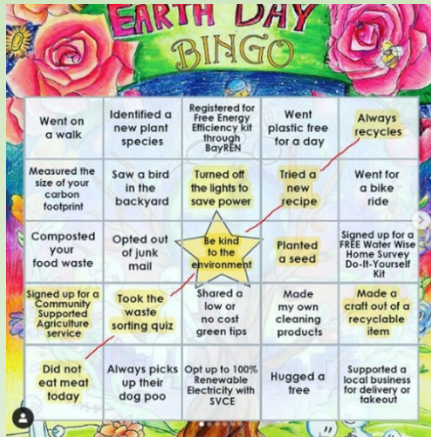 EARTH DAY
BINGO
Went on
a walk
Identified a
new plant
species
Registered for
Free Energy
Efficiency kit
through
BayREN
Went
plastic free
for a day
Always
recycles
Measured the
size of your
carbon
footprint
Saw a bird
in the
backyard
Turned off
the lights to
save power
Tried a
new
recipe
Went for
a bike
ride
Composted
your
food waste
Opted out
of junk
mail
Be kind
to the
environment
Planted
a seed
Signed up for a
FREE Water Wise
Home Survey
Do-It-Yourself
Kit
Signed up for a
Community
Supported
Agriculture
service
Took the
waste
sorting quiz
Shared a
low or
no cost
green tips
Made
my own
cleaning
products
Made a
craft out of a
recyclable
item
Did not
eat meat
today
Always picks
up their
dog poo
Opt up to 100%
Renewable
Electricity with
SVCE
Hugged a
tree
Supported a
local business
for delivery or
takeout